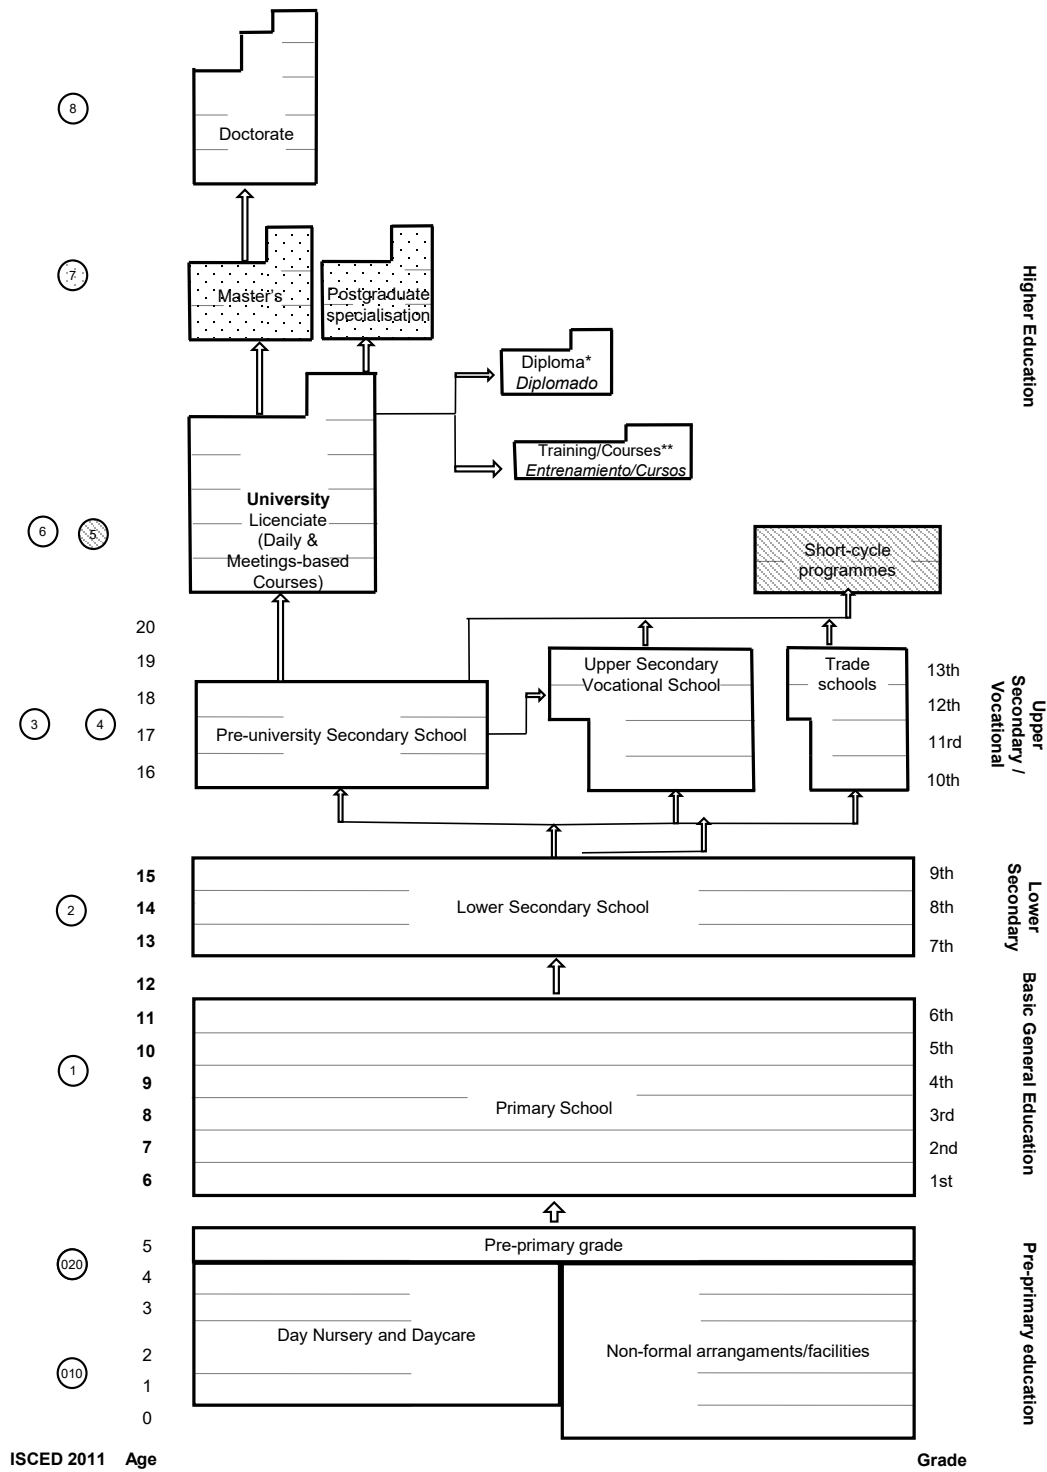 8
Doctorate
7
Master's
Postgraduate
specialisation
Higher Education
Diploma*
Diplomado
Training/Courses**
Entrenamiento/Cursos
6
5
University
Licenciate
(Daily &
Meetings-based
Courses)
Short-cycle
programmes
20
19
18
17
16
3
4
Pre-university Secondary School
Upper Secondary
Vocational School
Trade
schools
13th
12th
11rd
10th
Upper
Secondary /
Vocational
2
15
14
13
Lower Secondary School
9th
8th
7th
Lower
Secondary
12
11
10
9
8
7
6
1
Primary School
6th
5th
4th
3rd
2nd
1st
Basic General Education
020
010
5
4
3
2
1
0
Pre-primary grade
Day Nursery and Daycare
Non-formal arrangaments/facilities
Pre-primary education
ISCED 2011
Age
Grade